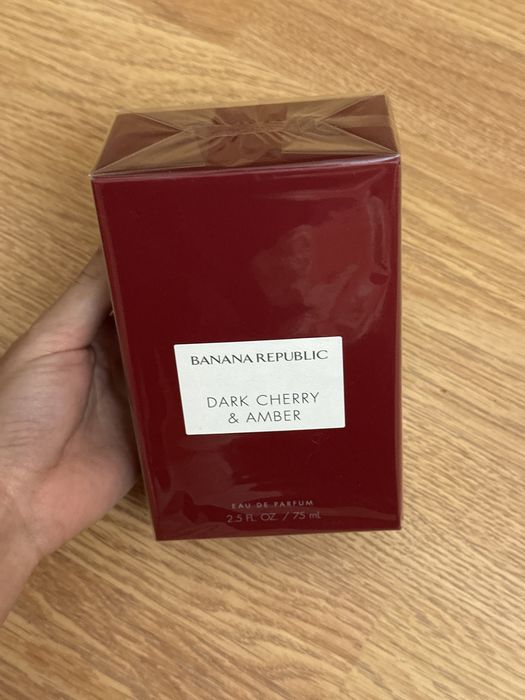 BANANA REPUBLIC
DARK CHERRY
& AMBER
EAU DE PARFUM
2.5 FL. OZ. / 75 mL